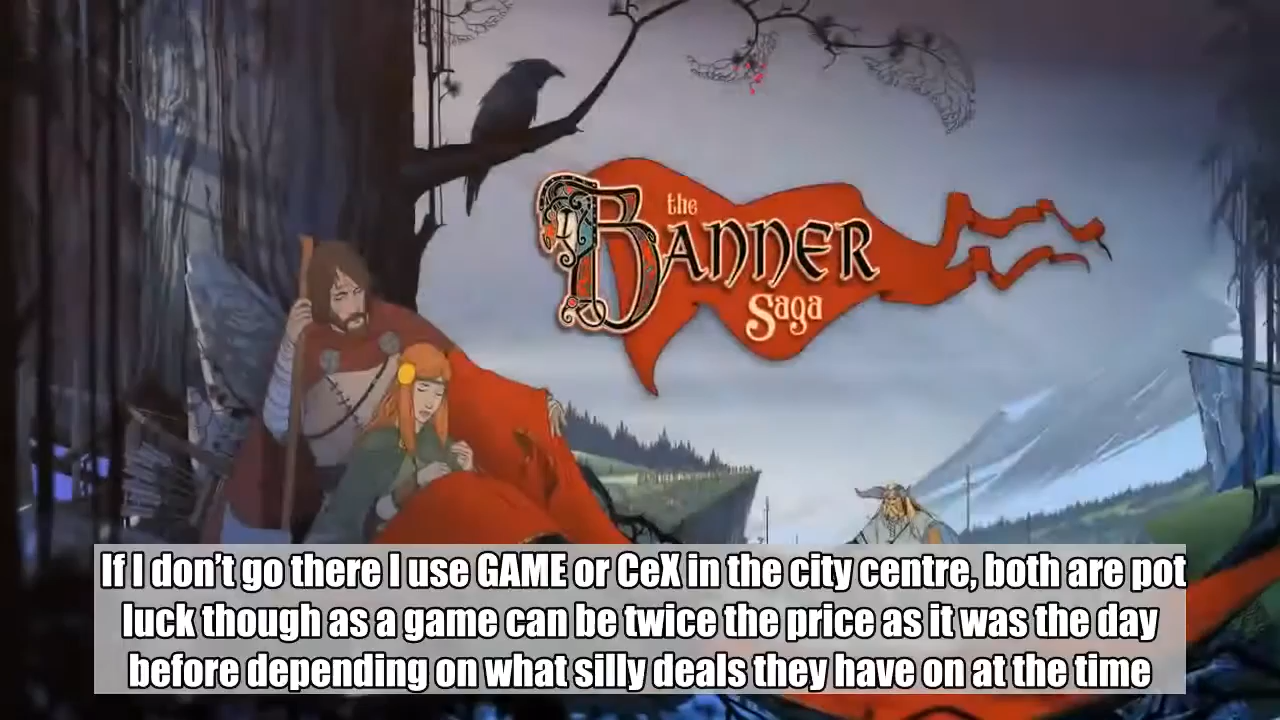 the
BANNER
Saga
If I don't go there I use GAME or CeX in the city centre, both are pot
luck though as a game can be twice the price as it was the day
before depending on what silly deals they have on at the time